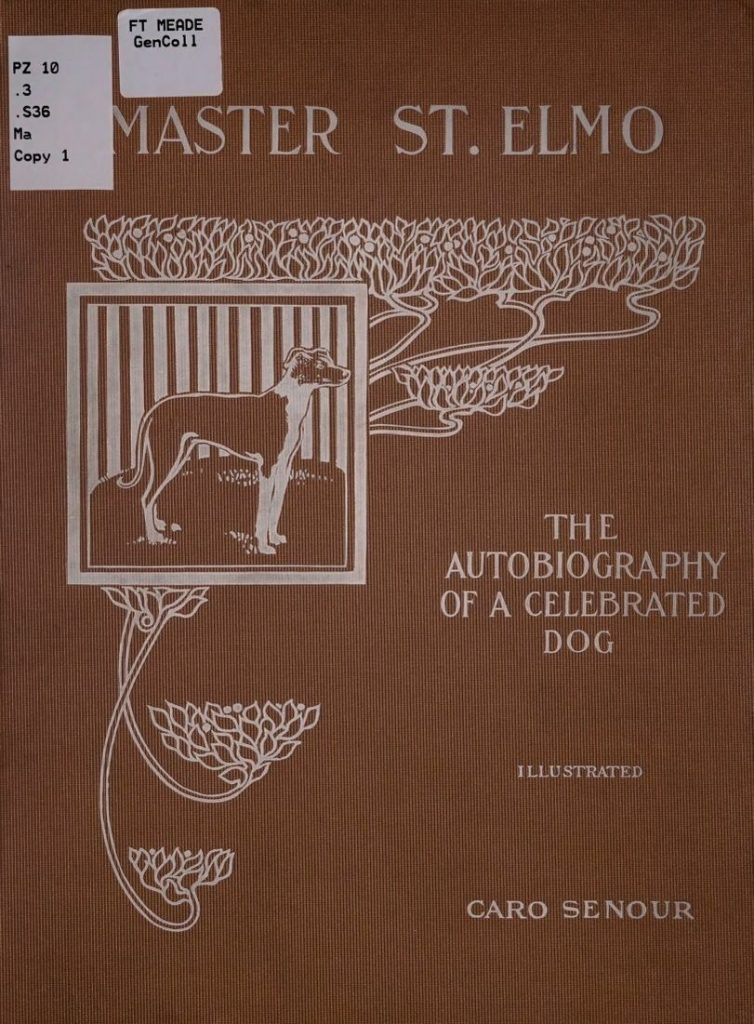 FT MEADE
GenColl
PZ 10
.3
.S36
Ma
Copy 1
MASTER ST. ELMO
THE
AUTOBIOGRAPHY
OF A CELEBRATED
DOG
ILLUSTRATED
CARO SENOUR